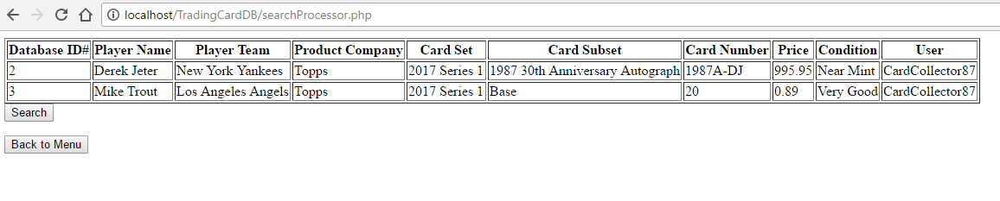 localhost/TradingCardDB/searchProcessor.php
Database ID# Player Name Player Team Product Company Card Set Card Subset Card Number Price Condition User
2 Derek Jeter New York Yankees Topps 2017 Series 1 1987 30th Anniversary Autograph 1987A-DJ 995.95 Near Mint CardCollector87
3 Mike Trout Los Angeles Angels Topps 2017 Series 1 Base 20 0.89 Very Good CardCollector87
Search
Back to Menu